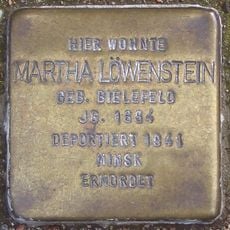 HIER WOHNTE
MARTHA LÖWENSTEIN
GEB. BIELEFELD
JG. 1884
DEPORTIERT 1941
MINSK
ERMORDET